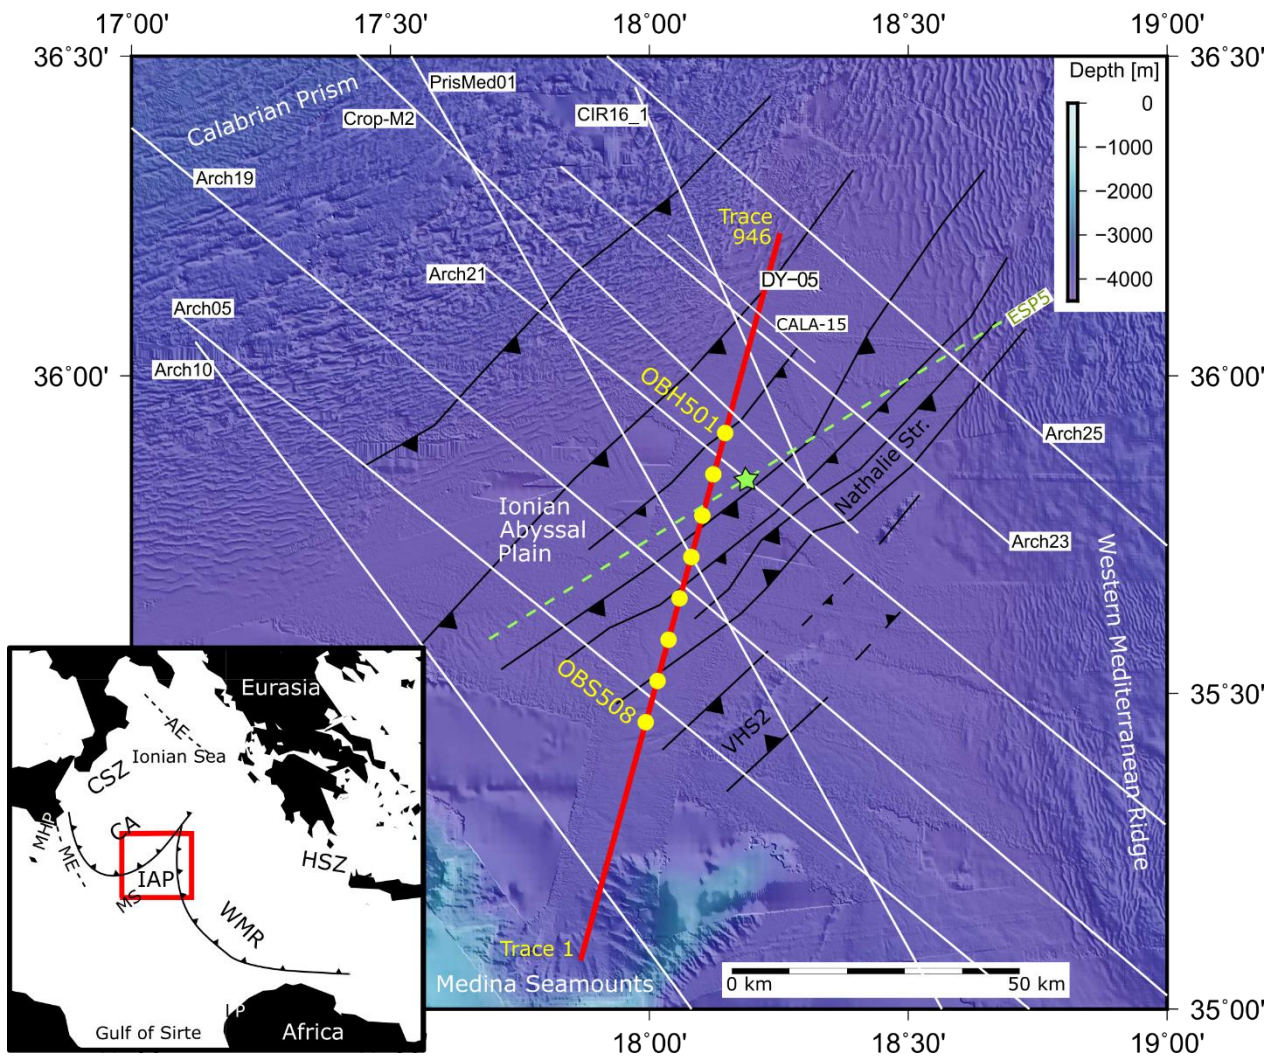 17°00'
17°30'
18°00'
18°30'
19°00'
36°30'
36°30'
Depth [m]
0
−1000
−2000
−3000
−4000
Calabrian Prism
PrisMed01
Crop-M2
CIR16_1
Arch19
Trace
946
Arch21
DY−05
Arch05
CALA-15
ESP5
Arch10
36°00'
36°00'
OBH501
Nathalie Str.
Arch25
Ionian
Abyssal
Plain
Arch23
Western Mediterranean Ridge
35°30'
OBS508
VHS2
Trace 1
Medina Seamounts
0 km
50 km
35°00'
18°00'
18°30'
19°00'
Eurasia
AE
Ionian Sea
CSZ
CA
MHP
ME
IAP
HSZ
MS
WMR
P
Gulf of Sirte
Africa